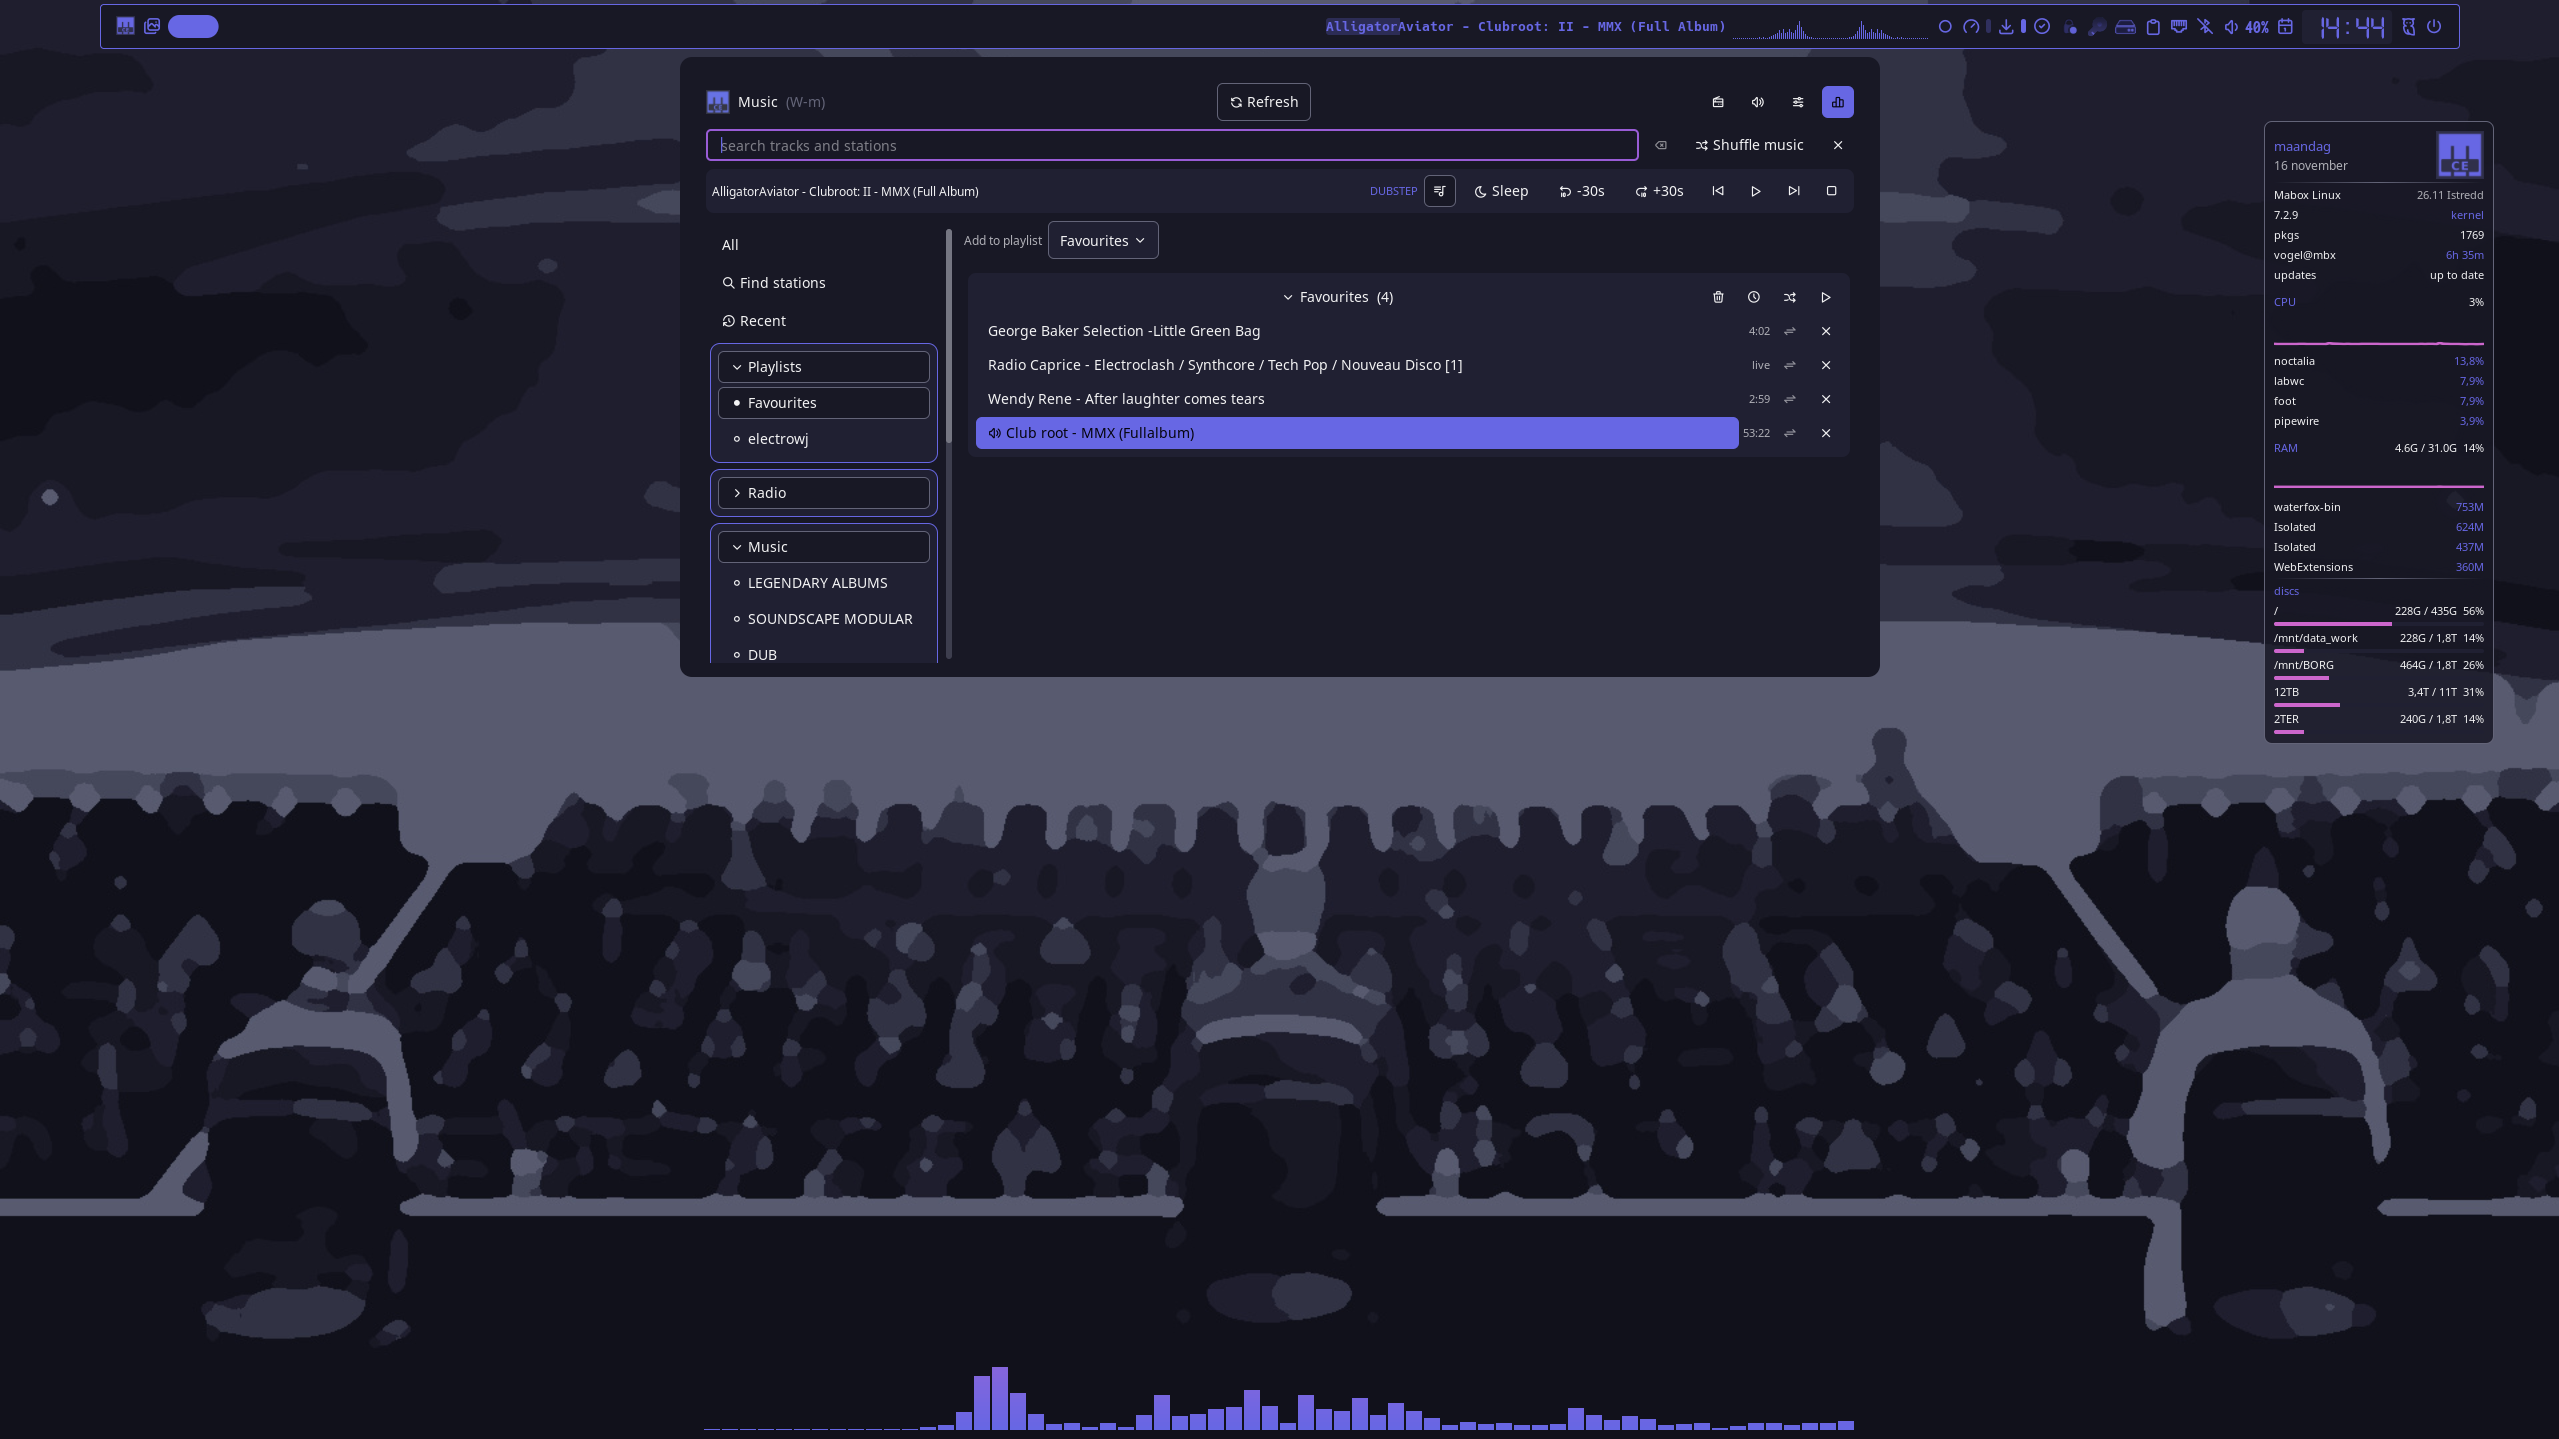 AlligatorAviator - Clubroot: II - MMX (Full Album)
40%
14:44
Music (W-m)
Refresh
search tracks and stations
Shuffle music
AlligatorAviator - Clubroot: II - MMX (Full Album)
DUBSTEP
Sleep
-30s
+30s
All
Find stations
Recent
Playlists
Favourites
electrowj
Radio
Music
LEGENDARY ALBUMS
SOUNDSCAPE MODULAR
DUB
Add to playlist Favourites
Favourites (4)
George Baker Selection -Little Green Bag 4:02
Radio Caprice - Electroclash / Synthcore / Tech Pop / Nouveau Disco [1] live
Wendy Rene - After laughter comes tears 2:59
Club root - MMX (Fullalbum) 53:22
maandag
16 november
CE
Mabox Linux 26.11 Istredd
7.2.9 kernel
pkgs 1769
vogel@mbx 6h 35m
updates up to date
CPU 3%
noctalia 13,8%
labwc 7,9%
foot 7,9%
pipewire 3,9%
RAM 4.6G / 31.0G 14%
waterfox-bin 753M
Isolated 624M
Isolated 437M
WebExtensions 360M
discs
/ 228G / 435G 56%
/mnt/data_work 228G / 1,8T 14%
/mnt/BORG 464G / 1,8T 26%
12TB 3,4T / 11T 31%
2TER 240G / 1,8T 14%